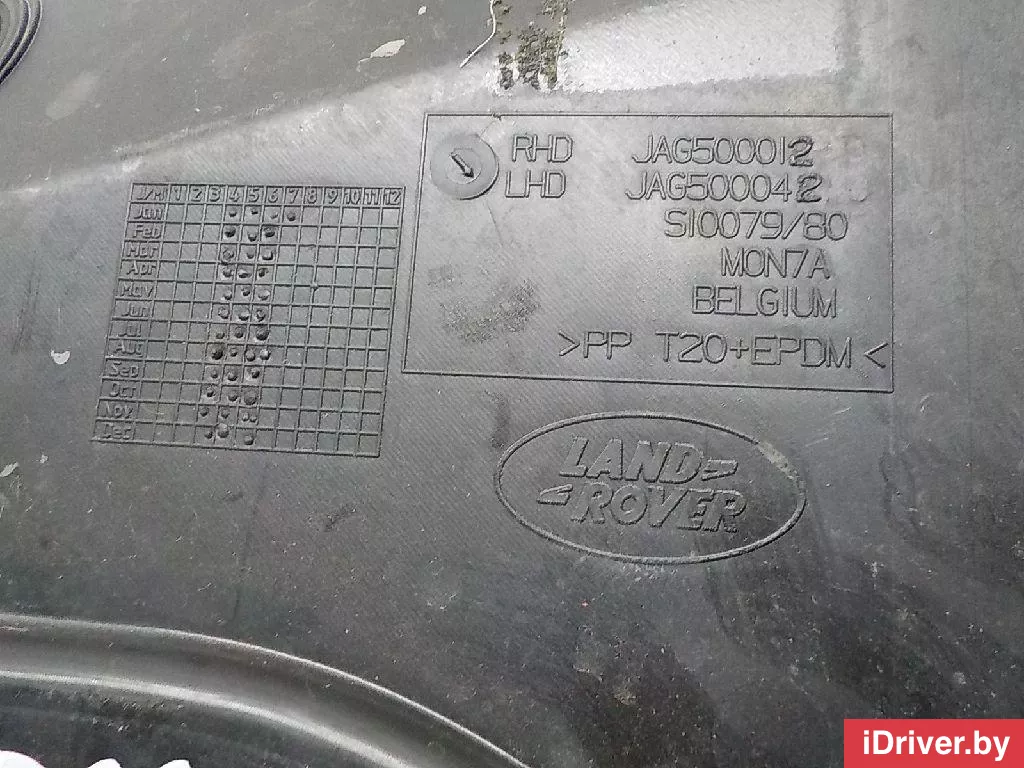 RHD JAG500012
LHD JAG500042
S10079/80
MON7A
BELGIUM
>PP T20+EPDM<
1 2 3 4 5 6 7 8 9 10 11 12
Jan
Feb
Mar
Apr
May
Jun
Jul
Aug
Sep
Oct
Nov
Dec
LAND
ROVER
iDriver.by